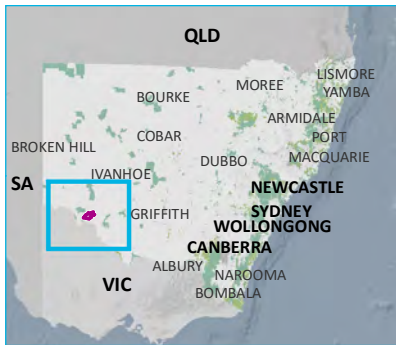 QLD
LISMORE
MOREE
YAMBA
BOURKE
ARMIDALE
COBAR
PORT
MACQUARIE
BROKEN HILL
DUBBO
IVANHOE
SA
NEWCASTLE
GRIFFITH
SYDNEY
WOLLONGONG
CANBERRA
ALBURY
NAROOMA
VIC
BOMBALA